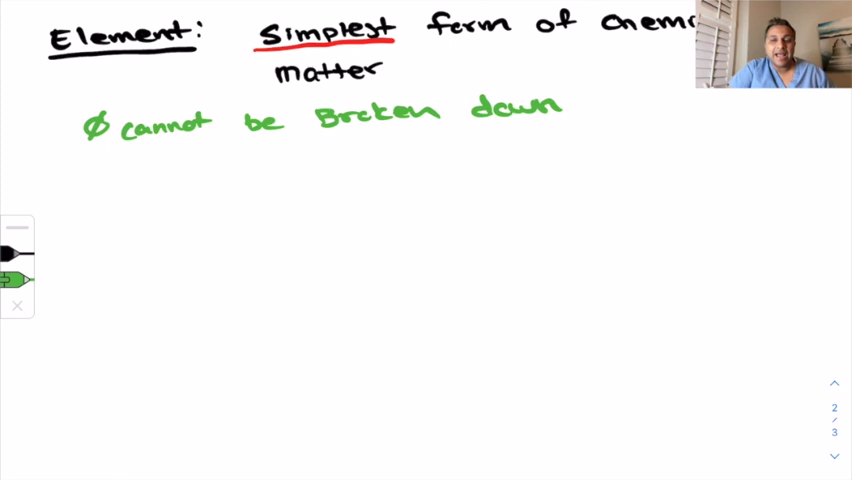 Element: Simplest form of
matter
Ø cannot be Broken down
2
/
3